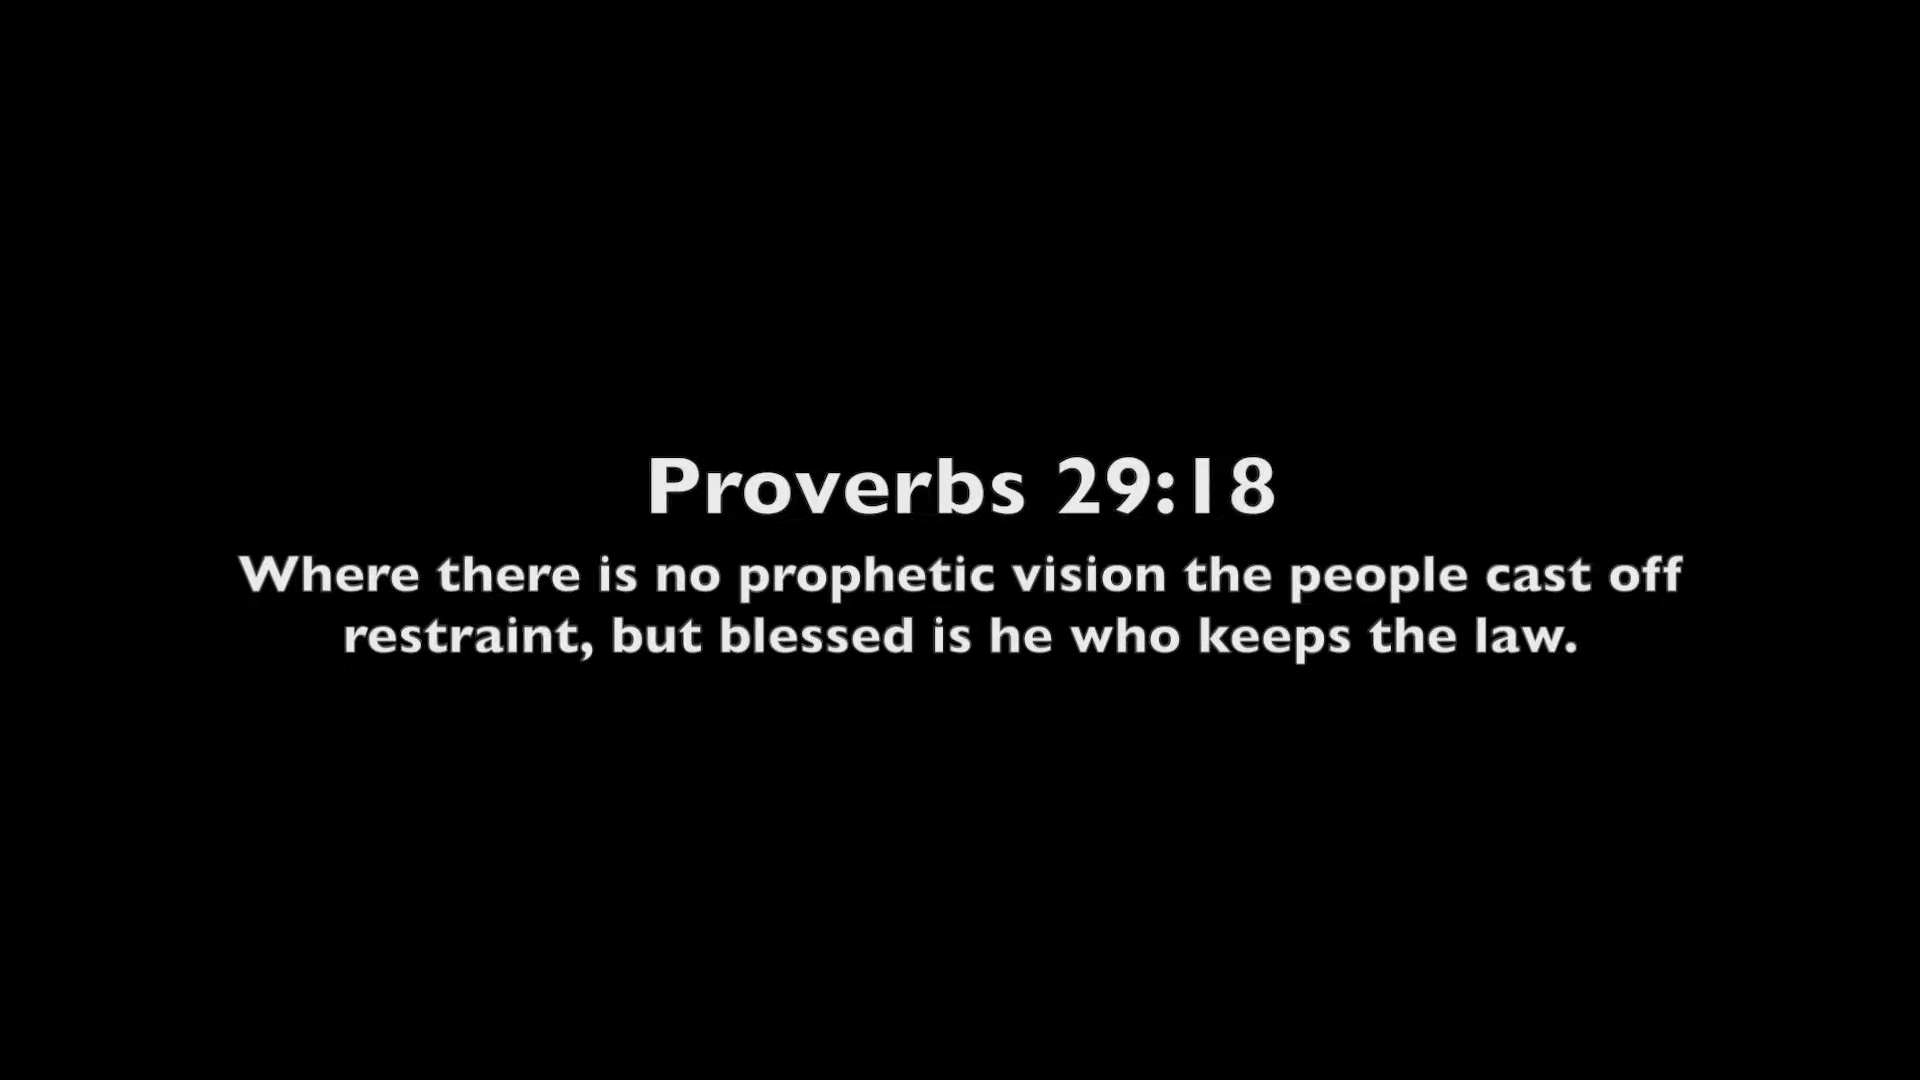 Proverbs 29:18
Where there is no prophetic vision the people cast off
restraint, but blessed is he who keeps the law.